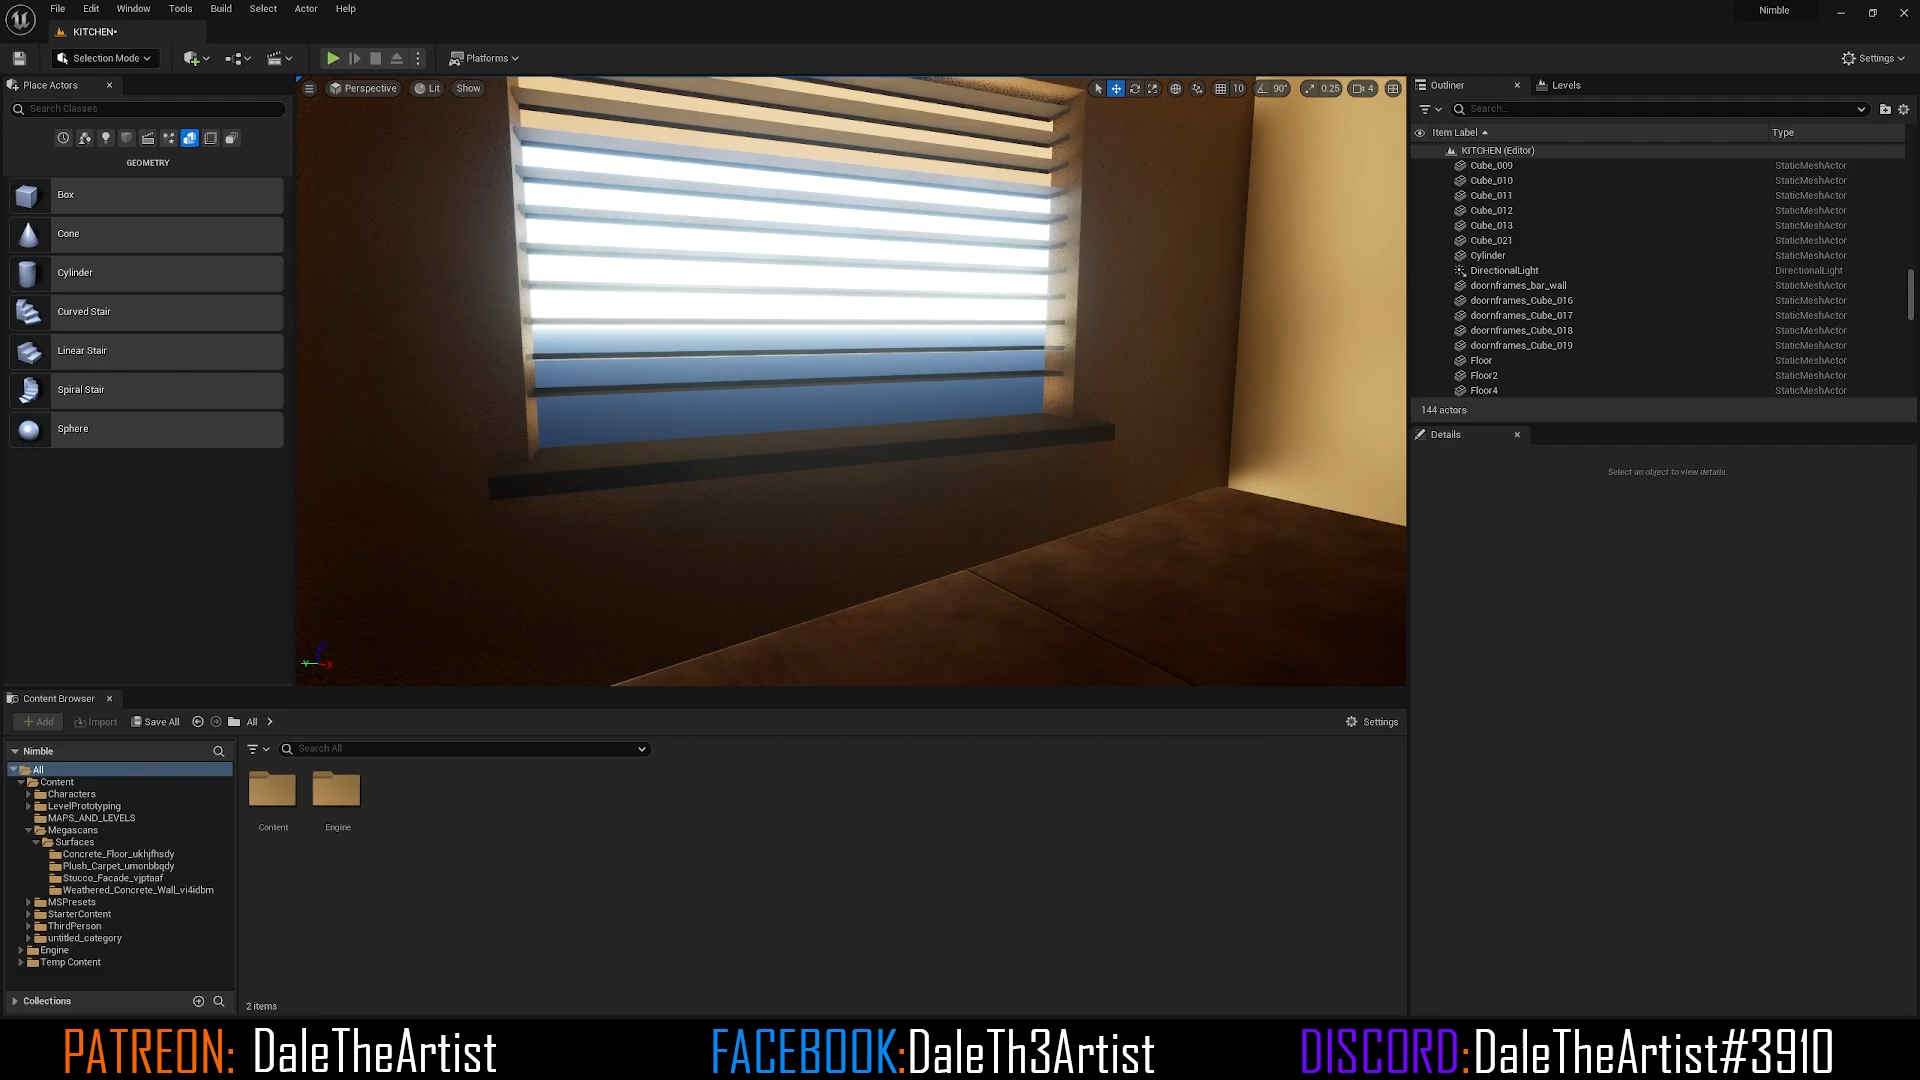 File Edit Window Tools Build Select Actor Help
Nimble
KITCHEN•
Selection Mode
Platforms
Settings
Place Actors
Search Classes
GEOMETRY
Box
Cone
Cylinder
Curved Stair
Linear Stair
Spiral Stair
Sphere
Perspective Lit Show
10 90° 0.25 4
Outliner Levels
Search...
Item Label Type
KITCHEN (Editor)
Cube_009 StaticMeshActor
Cube_010 StaticMeshActor
Cube_011 StaticMeshActor
Cube_012 StaticMeshActor
Cube_013 StaticMeshActor
Cube_021 StaticMeshActor
Cylinder StaticMeshActor
DirectionalLight DirectionalLight
doornframes_bar_wall StaticMeshActor
doornframes_Cube_016 StaticMeshActor
doornframes_Cube_017 StaticMeshActor
doornframes_Cube_018 StaticMeshActor
doornframes_Cube_019 StaticMeshActor
Floor StaticMeshActor
Floor2 StaticMeshActor
Floor4 StaticMeshActor
144 actors
Details
Select an object to view details.
Content Browser
Add Import Save All All Settings
Nimble
Search All
All
Content
Characters
LevelPrototyping
MAPS_AND_LEVELS
Megascans
Surfaces
Concrete_Floor_ukhjfhsdy
Plush_Carpet_umonbbqdy
Stucco_Facade_vjptaaf
Weathered_Concrete_Wall_vi4idbm
MSPresets
StarterContent
ThirdPerson
untitled_category
Engine
Temp Content
Content Engine
Collections
2 items
PATREON: DaleTheArtist FACEBOOK:DaleTh3Artist DISCORD:DaleTheArtist#3910